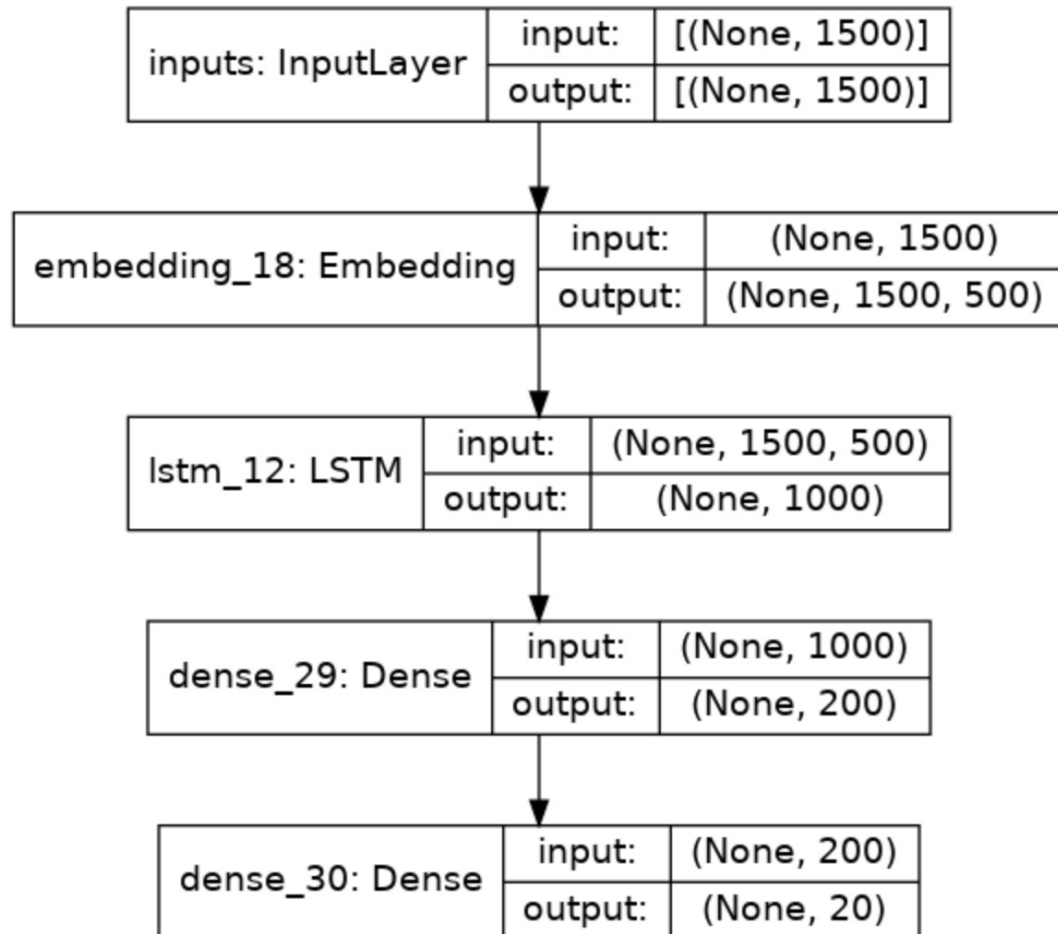 inputs: InputLayer
input: [(None, 1500)]
output: [(None, 1500)]
embedding_18: Embedding
input: (None, 1500)
output: (None, 1500, 500)
lstm_12: LSTM
input: (None, 1500, 500)
output: (None, 1000)
dense_29: Dense
input: (None, 1000)
output: (None, 200)
dense_30: Dense
input: (None, 200)
output: (None, 20)